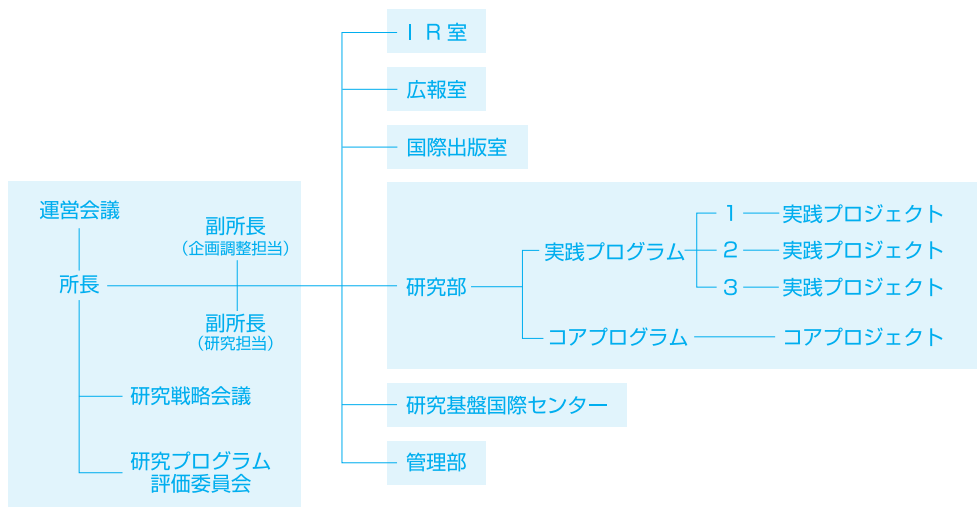 運営会議
所長
副所長
(企画調整担当)
副所長
(研究担当)
研究戦略会議
研究プログラム
評価委員会
ＩＲ室
広報室
国際出版室
研究部
実践プログラム
1 実践プロジェクト
2 実践プロジェクト
3 実践プロジェクト
コアプログラム コアプロジェクト
研究基盤国際センター
管理部